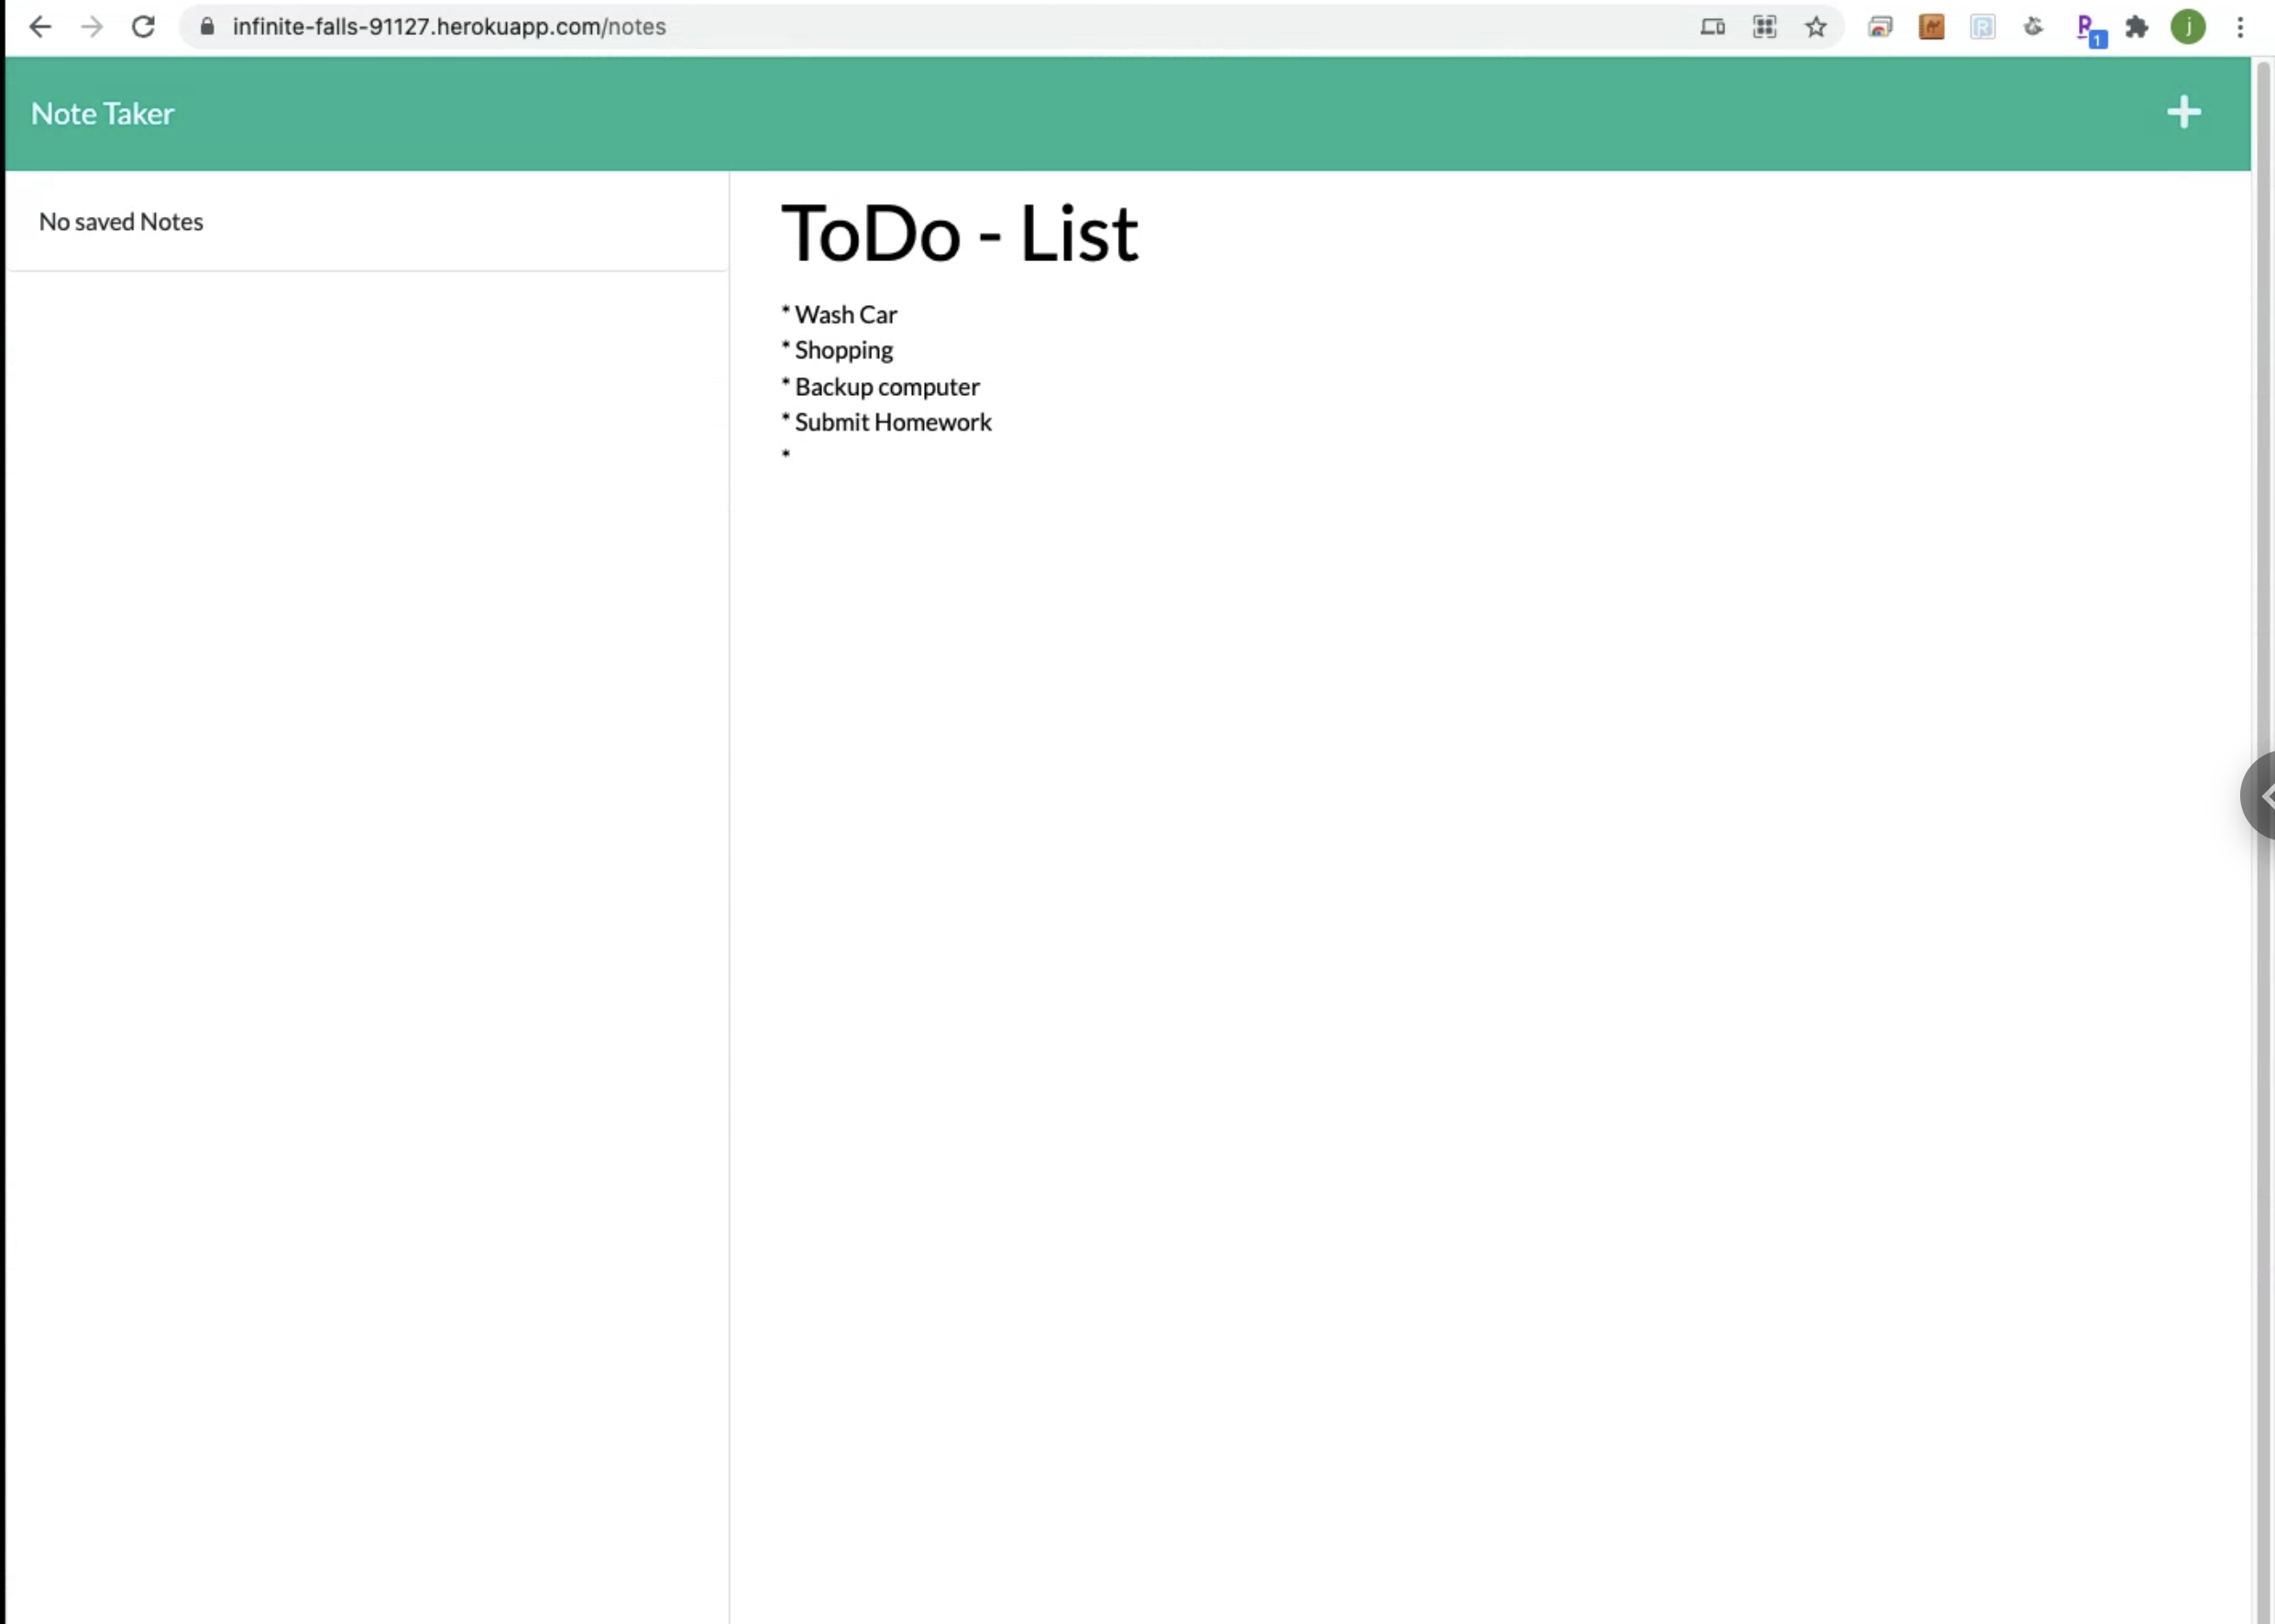 infinite-falls-91127.herokuapp.com/notes
R
R
1
j
Note Taker
No saved Notes
ToDo - List
* Wash Car
* Shopping
* Backup computer
* Submit Homework
*